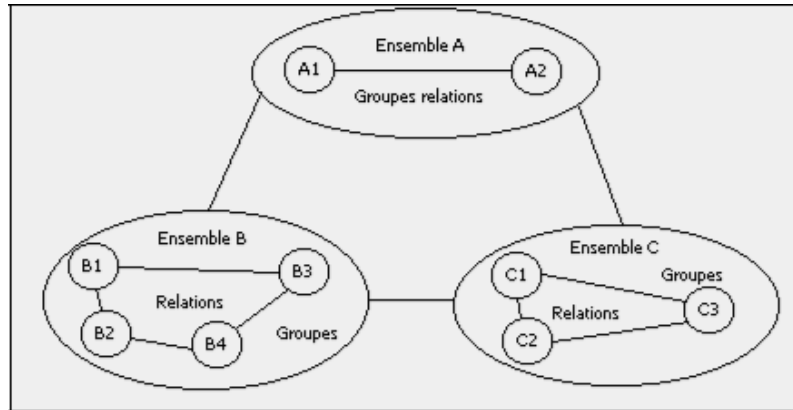 Ensemble A
A1
A2
Groupes relations
Ensemble B
B1
B3
Relations
B2
B4
Groupes
Ensemble C
C1
Groupes
Relations
C3
C2